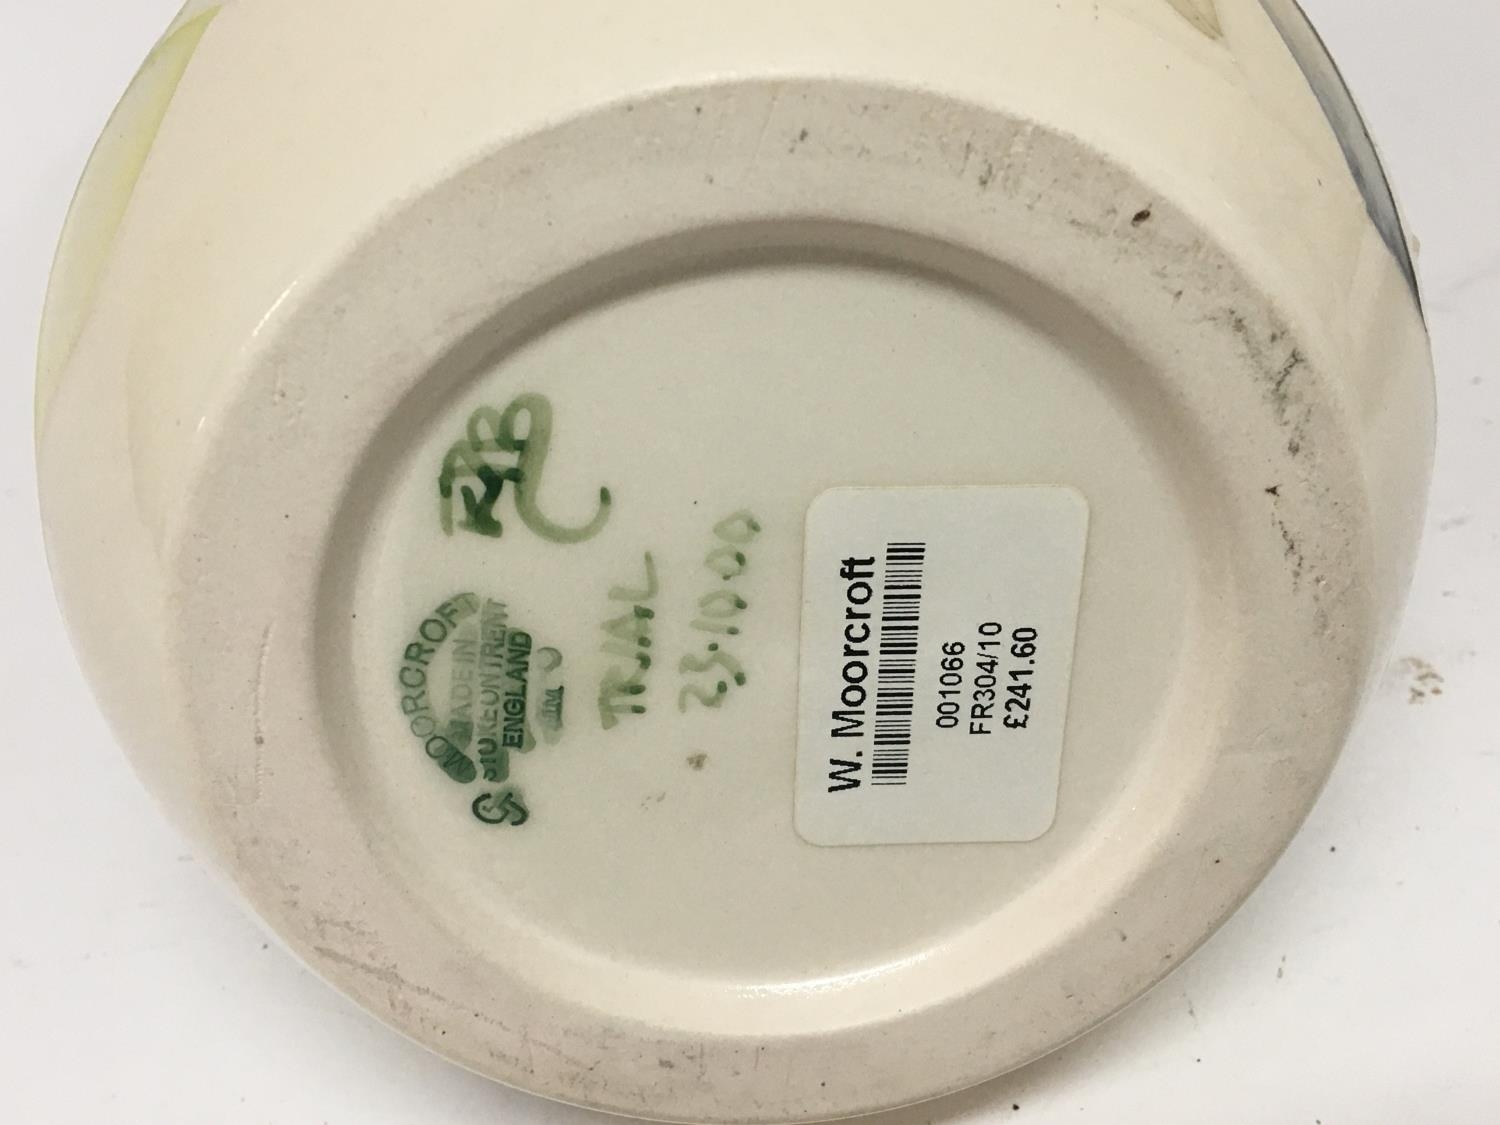 MOORCROFT
MADE IN
STOKE ON TRENT
ENGLAND
TRIAL
23.10.00
W. Moorcroft
001066
FR304/10
£241.60